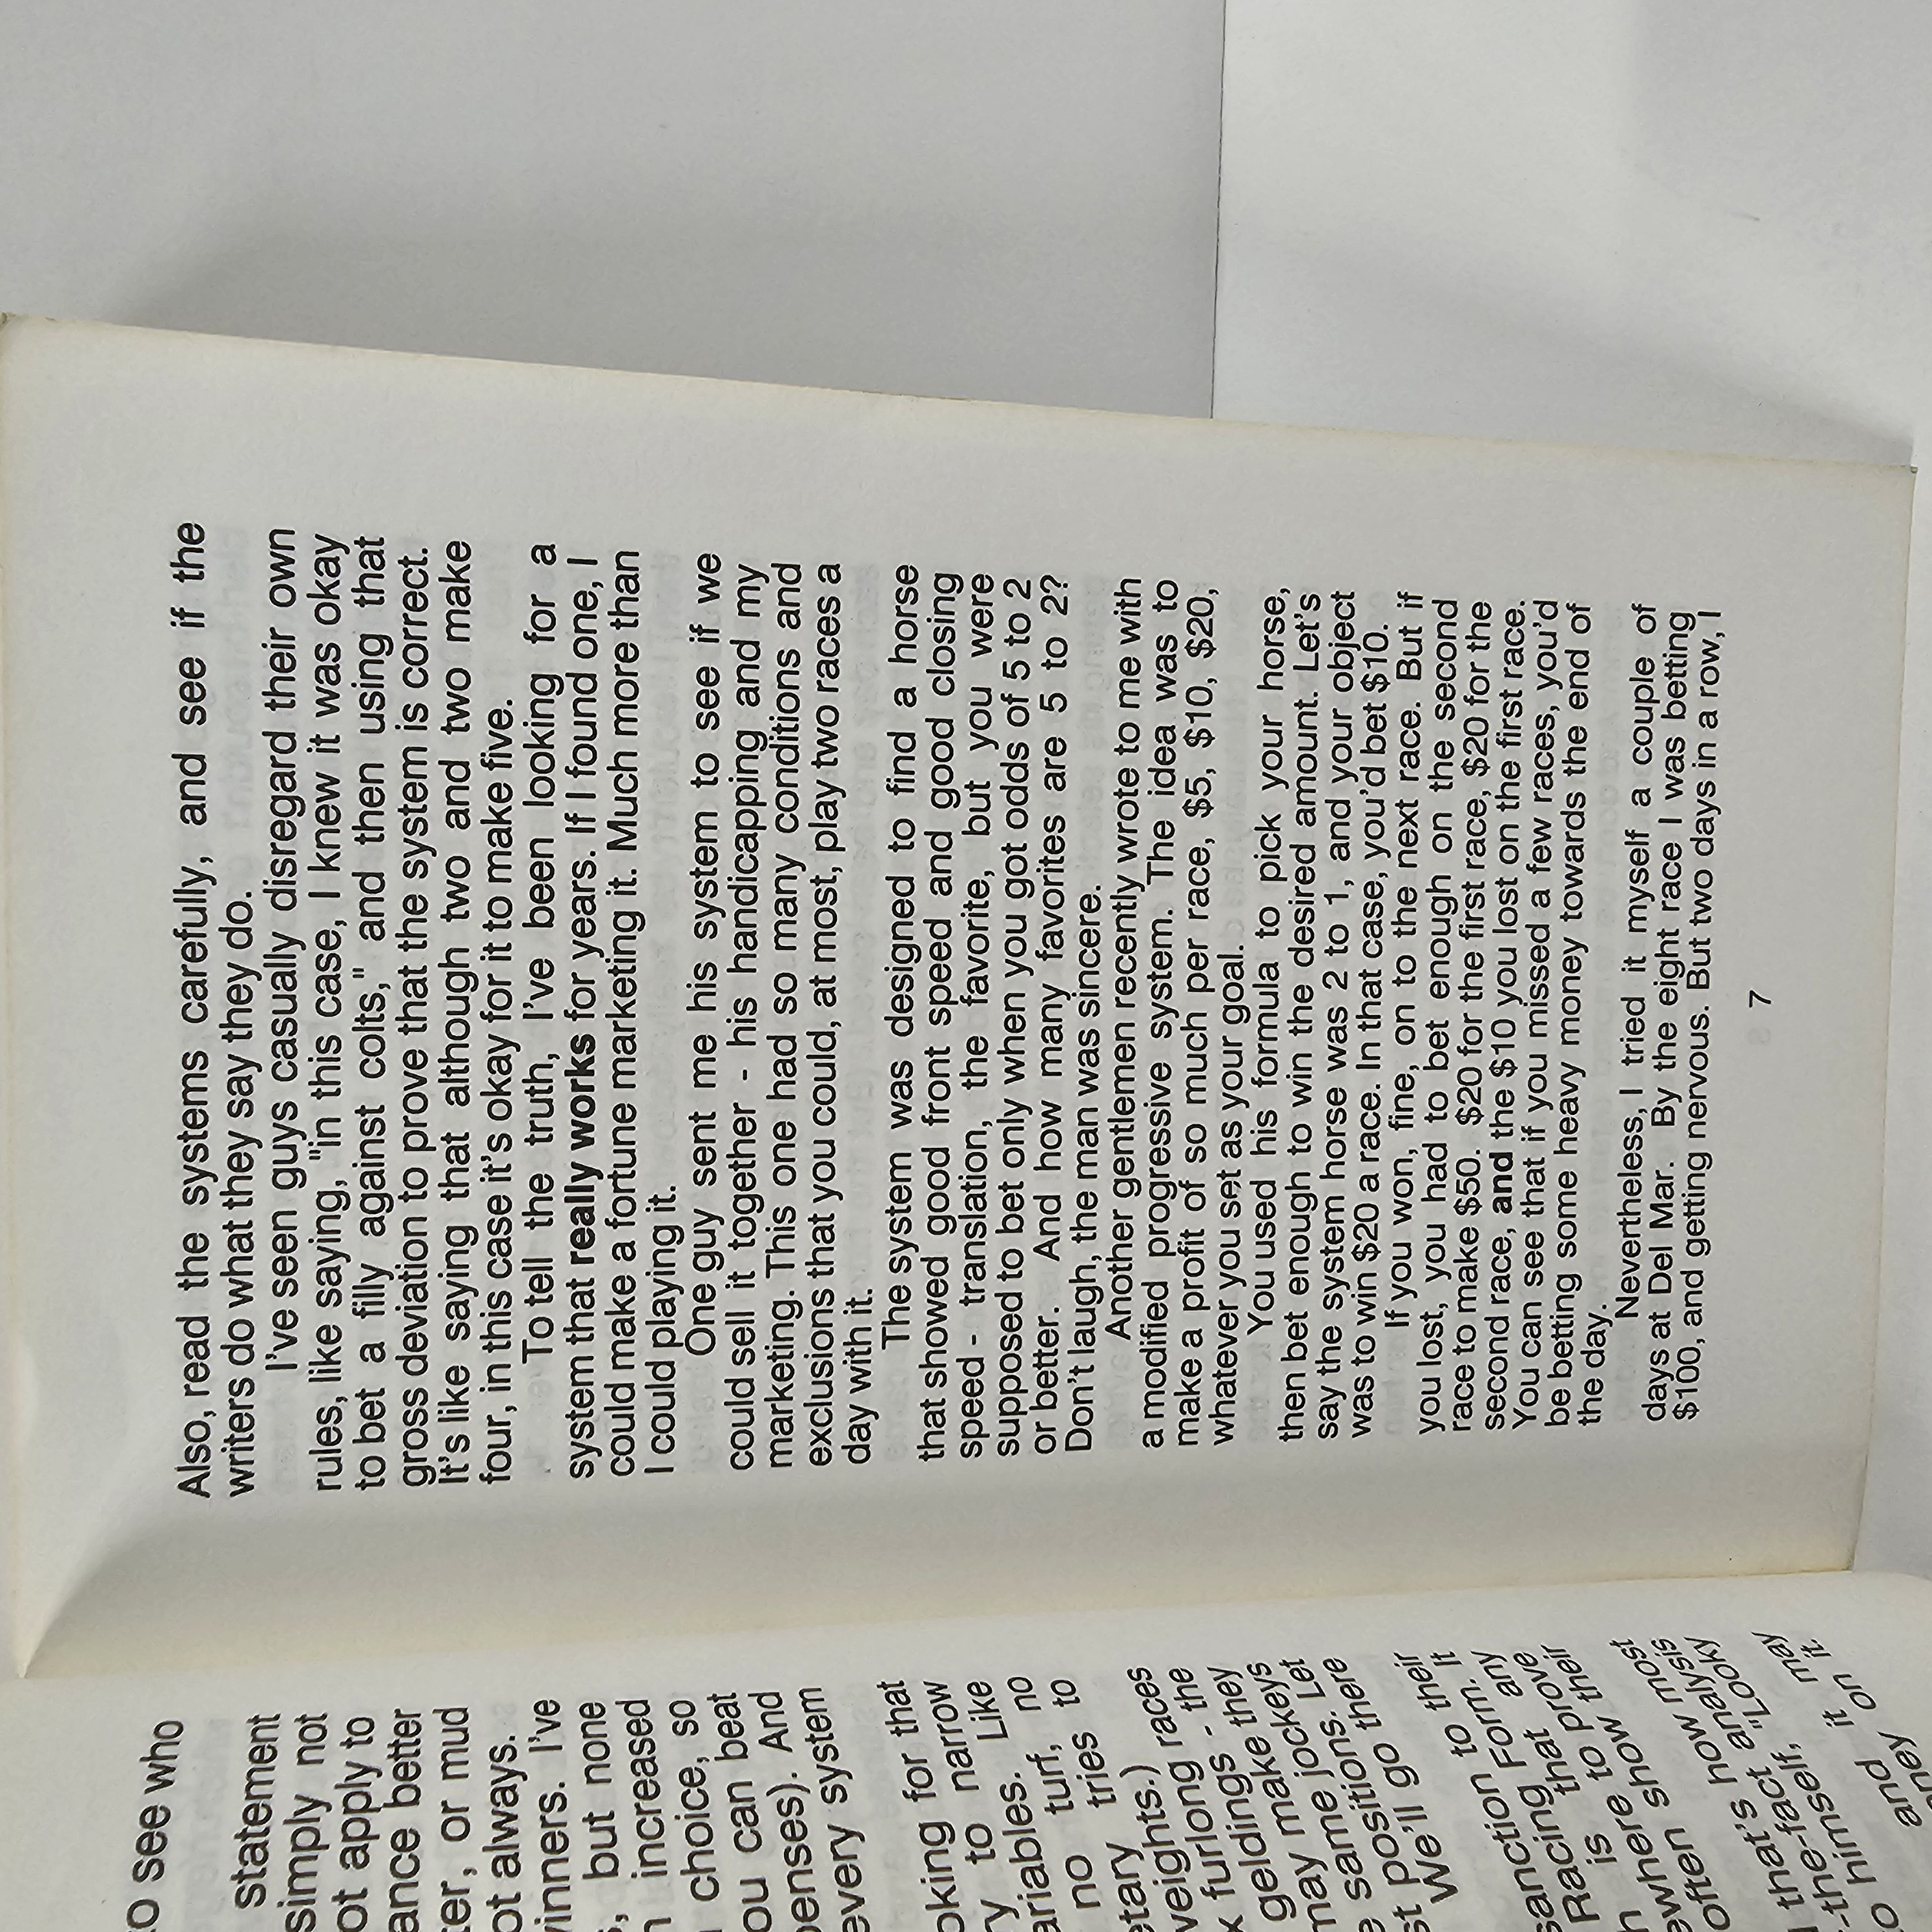 to see who
statement
simply not
ot apply to
ance better
ter, or mud
ot always.
winners. I've
s, but none
n increased
choice, so
ou can beat
penses). And
every system
oking for that
ry to narrow
ariables. Like
no turf, no
etary tries to
weights.)
x furlong races
geldings - the
may make they
e same jockeys
st positions. Let
We'll go there
sanction to their
Racing Form. It
h is that any
ewhere to prove
often show their
d that's how most
-the-fact analysis
to himself, "Looky
and it may
oney on it.
Also, read the systems carefully, and see if the
writers do what they say they do.
I've seen guys casually disregard their own
rules, like saying, "in this case, I knew it was okay
to bet a filly against colts," and then using that
gross deviation to prove that the system is correct.
It's like saying that although two and two make
four, in this case it's okay for it to make five.
To tell the truth, I've been looking for a
system that really works for years. If I found one, I
could make a fortune marketing it. Much more than
I could playing it.
One guy sent me his system to see if we
could sell it together - his handicapping and my
marketing. This one had so many conditions and
exclusions that you could, at most, play two races a
day with it.
The system was designed to find a horse
that showed good front speed and good closing
speed - translation, the favorite, but you were
supposed to bet only when you got odds of 5 to 2
or better. And how many favorites are 5 to 2?
Don't laugh, the man was sincere.
Another gentlemen recently wrote to me with
a modified progressive system. The idea was to
make a profit of so much per race, $5, $10, $20,
whatever you set as your goal.
You used his formula to pick your horse,
then bet enough to win the desired amount. Let's
say the system horse was 2 to 1, and your object
was to win $20 a race. In that case, you'd bet $10.
If you won, fine, on to the next race. But if
you lost, you had to bet enough on the second
race to make $50. $20 for the first race, $20 for the
second race, and the $10 you lost on the first race.
You can see that if you missed a few races, you'd
be betting some heavy money towards the end of
the day.
Nevertheless, I tried it myself a couple of
days at Del Mar. By the eight race I was betting
$100, and getting nervous. But two days in a row, I
7